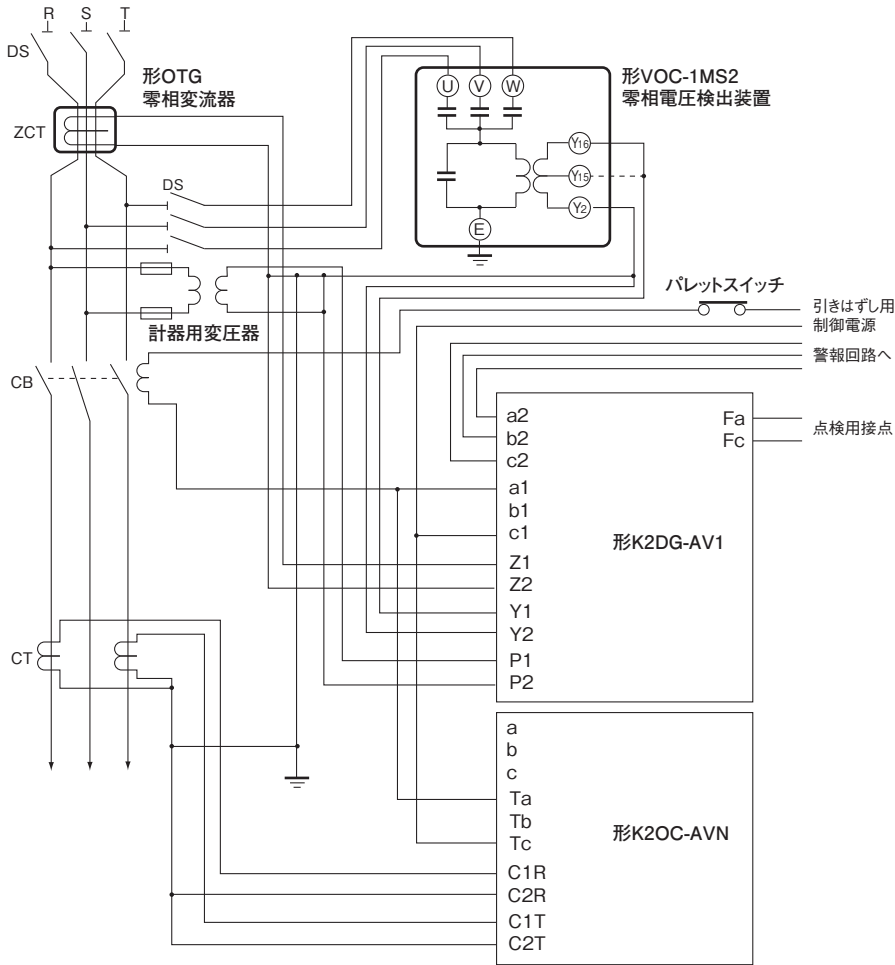 R S T
DS
形OTG
零相変流器
ZCT
形VOC-1MS2
零相電圧検出装置
U V W
Y16
Y15
Y2
E
DS
計器用変圧器
パレットスイッチ
引きはずし用
制御電源
警報回路へ
CB
a2
b2
c2
a1
b1
c1
Z1
Z2
Y1
Y2
P1
P2
Fa
Fc
点検用接点
形K2DG-AV1
CT
a
b
c
Ta
Tb
Tc
C1R
C2R
C1T
C2T
形K2OC-AVN